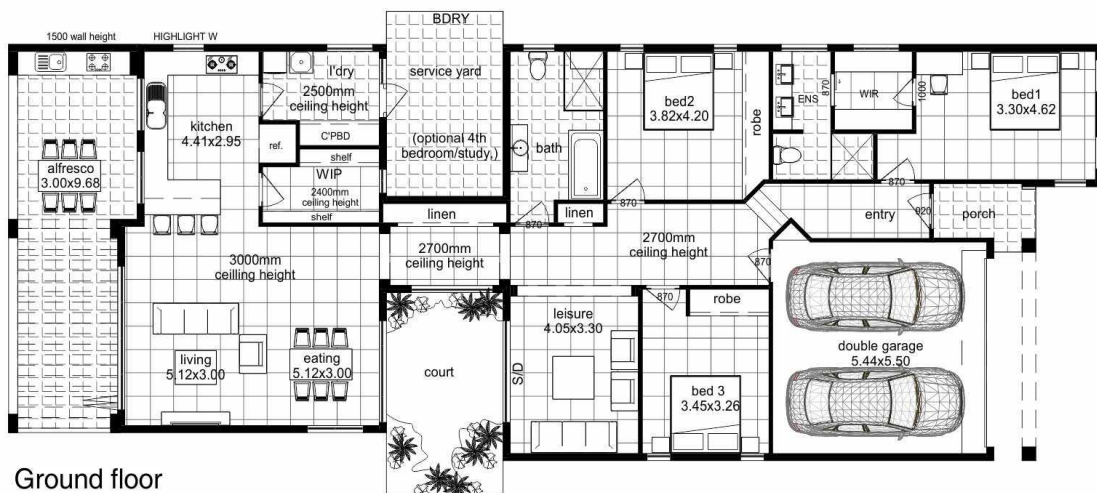 BDRY
1500 wall height
HIGHLIGHT W
l'dry
2500mm
ceiling height
service yard
(optional 4th
bedroom/study,)
kitchen
4.41x2.95
C'PBD
ref.
shelf
WIP
2400mm
ceiling height
shelf
alfresco
3.00x9.68
bath
bed2
3.82x4.20
robe
ENS
870
WIR
1000
bed1
3.30x4.62
linen
linen
870
870
870
entry
920
porch
3000mm
ceilling height
2700mm
ceiling height
2700mm
ceiling height
870
870
robe
leisure
4.05x3.30
S/D
living
5.12x3.00
eating
5.12x3.00
court
bed 3
3.45x3.26
double garage
5.44x5.50
Ground floor